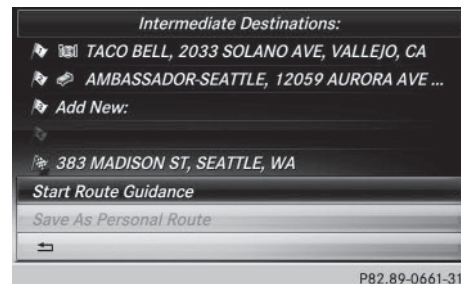 Intermediate Destinations:
TACO BELL, 2033 SOLANO AVE, VALLEJO, CA
AMBASSADOR-SEATTLE, 12059 AURORA AVE ...
Add New:
383 MADISON ST, SEATTLE, WA
Start Route Guidance
Save As Personal Route
P82.89-0661-31